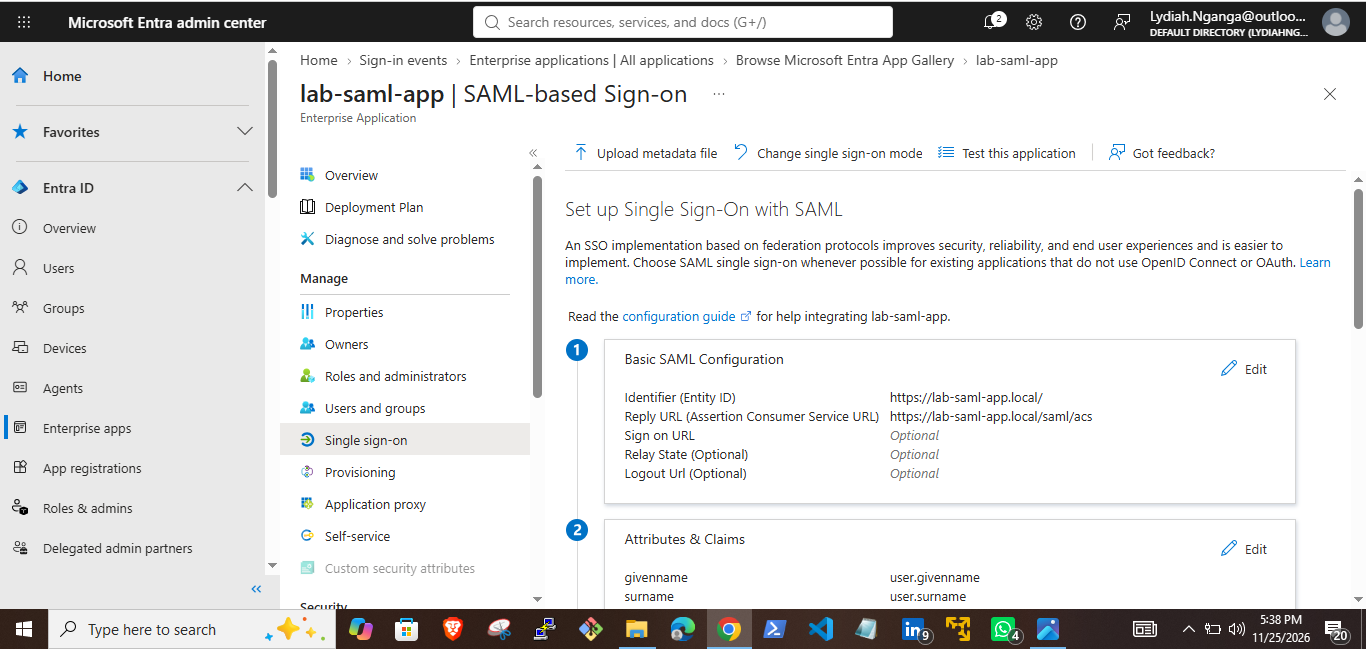 Microsoft Entra admin center
Search resources, services, and docs (G+/)
2
Lydiah.Nganga@outloo...
DEFAULT DIRECTORY (LYDIAHNG...
Home
Favorites
Entra ID
Overview
Users
Groups
Devices
Agents
Enterprise apps
App registrations
Roles & admins
Delegated admin partners
Home > Sign-in events > Enterprise applications | All applications > Browse Microsoft Entra App Gallery > lab-saml-app
lab-saml-app | SAML-based Sign-on ...
Enterprise Application
Overview
Deployment Plan
Diagnose and solve problems
Manage
Properties
Owners
Roles and administrators
Users and groups
Single sign-on
Provisioning
Application proxy
Self-service
Custom security attributes
Security
Upload metadata file Change single sign-on mode Test this application Got feedback?
Set up Single Sign-On with SAML
An SSO implementation based on federation protocols improves security, reliability, and end user experiences and is easier to
implement. Choose SAML single sign-on whenever possible for existing applications that do not use OpenID Connect or OAuth. Learn
more.
Read the configuration guide for help integrating lab-saml-app.
1
Basic SAML Configuration
Edit
Identifier (Entity ID) https://lab-saml-app.local/
Reply URL (Assertion Consumer Service URL) https://lab-saml-app.local/saml/acs
Sign on URL Optional
Relay State (Optional) Optional
Logout Url (Optional) Optional
2
Attributes & Claims
Edit
givenname user.givenname
surname user.surname
Type here to search
in 9
4
5:38 PM
11/25/2026
20